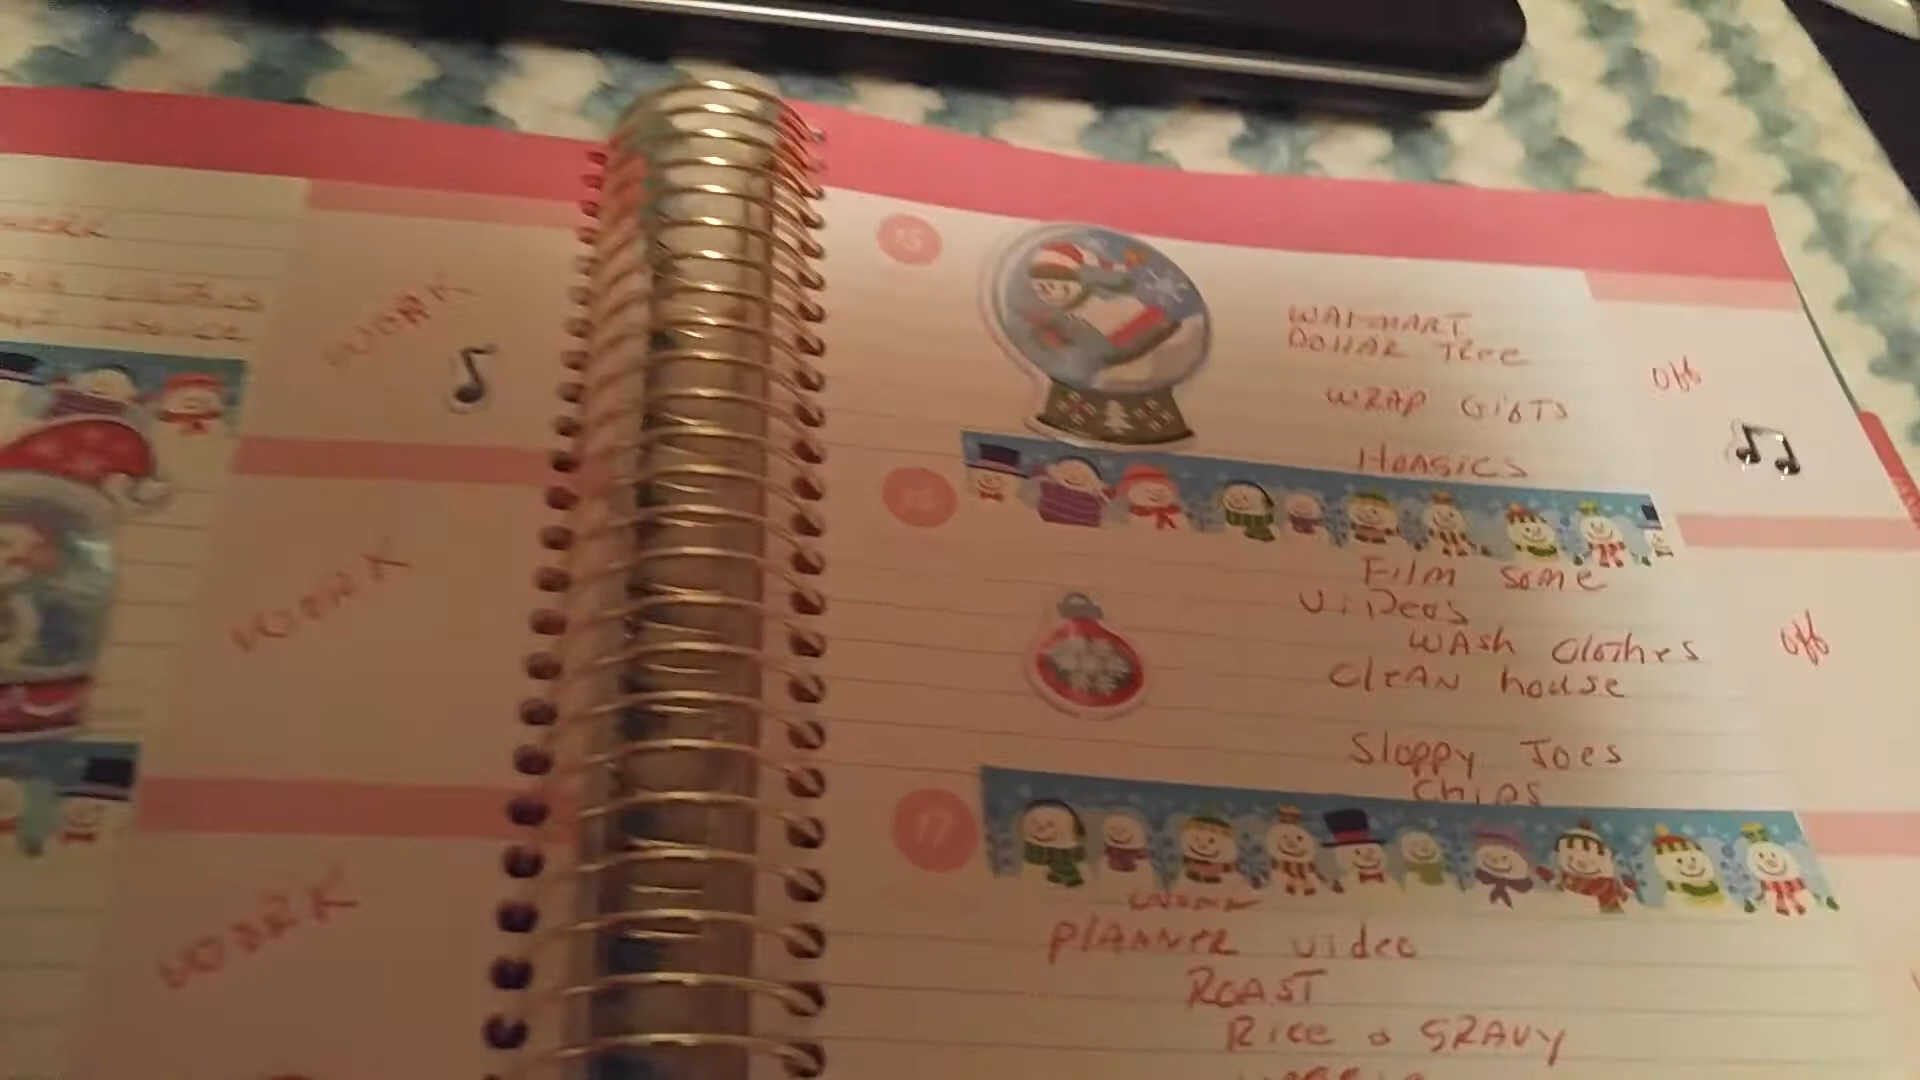 WORK
WORK
WORK
15
WALMART
DOLLAR Tree
WRAP GIFTS
HOAGIES
off
16
Film some
ViDeos
WASh Clothes
CleAN house
Sloppy Joes
Chips
off
17
plANNER video
ROAST
Rice & GRAVY